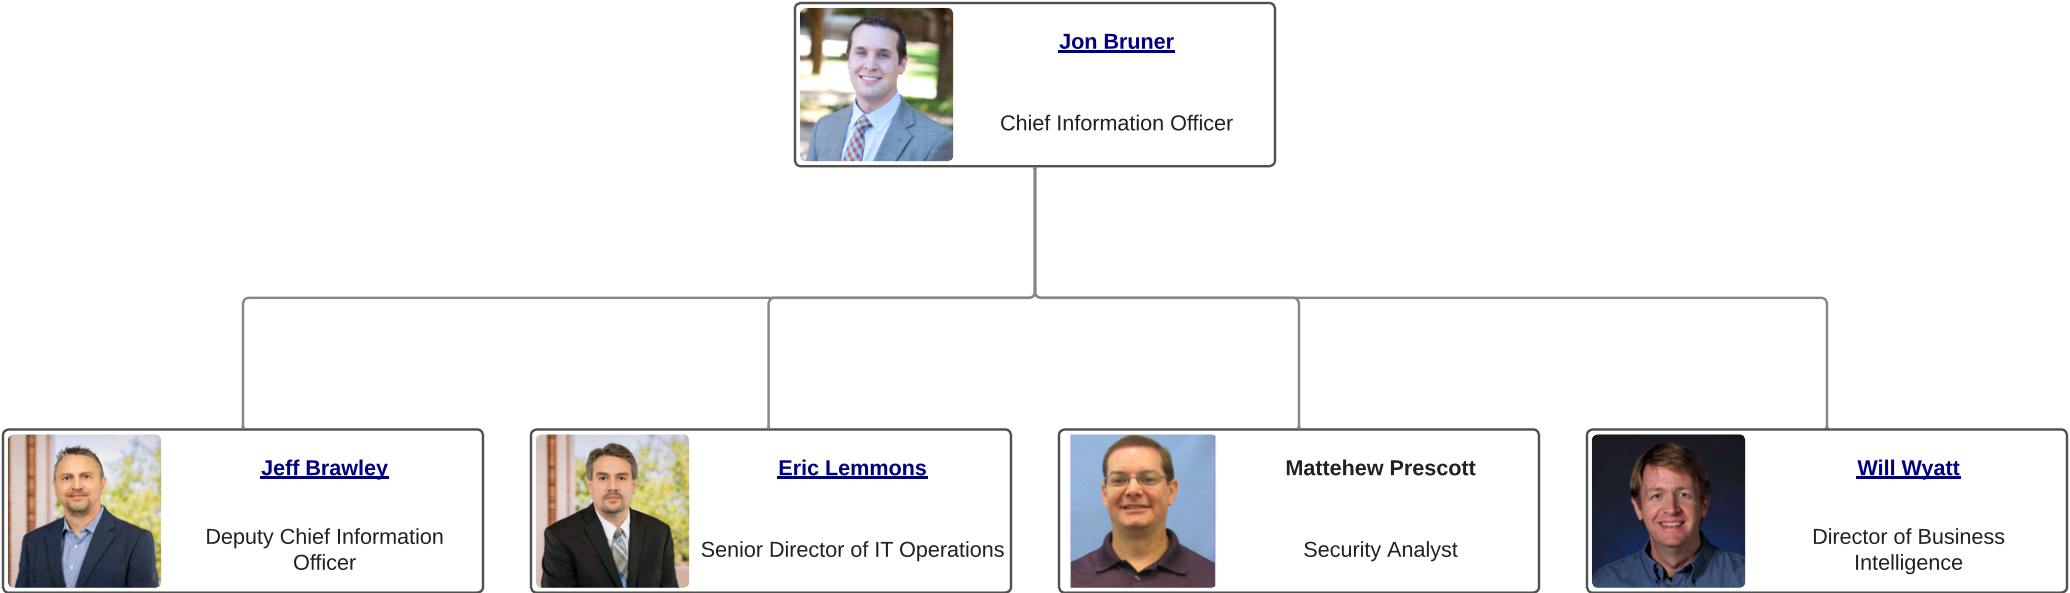 Jon Bruner
Chief Information Officer
Jeff Brawley
Deputy Chief Information
Officer
Eric Lemmons
Senior Director of IT Operations
Mattehew Prescott
Security Analyst
Will Wyatt
Director of Business
Intelligence